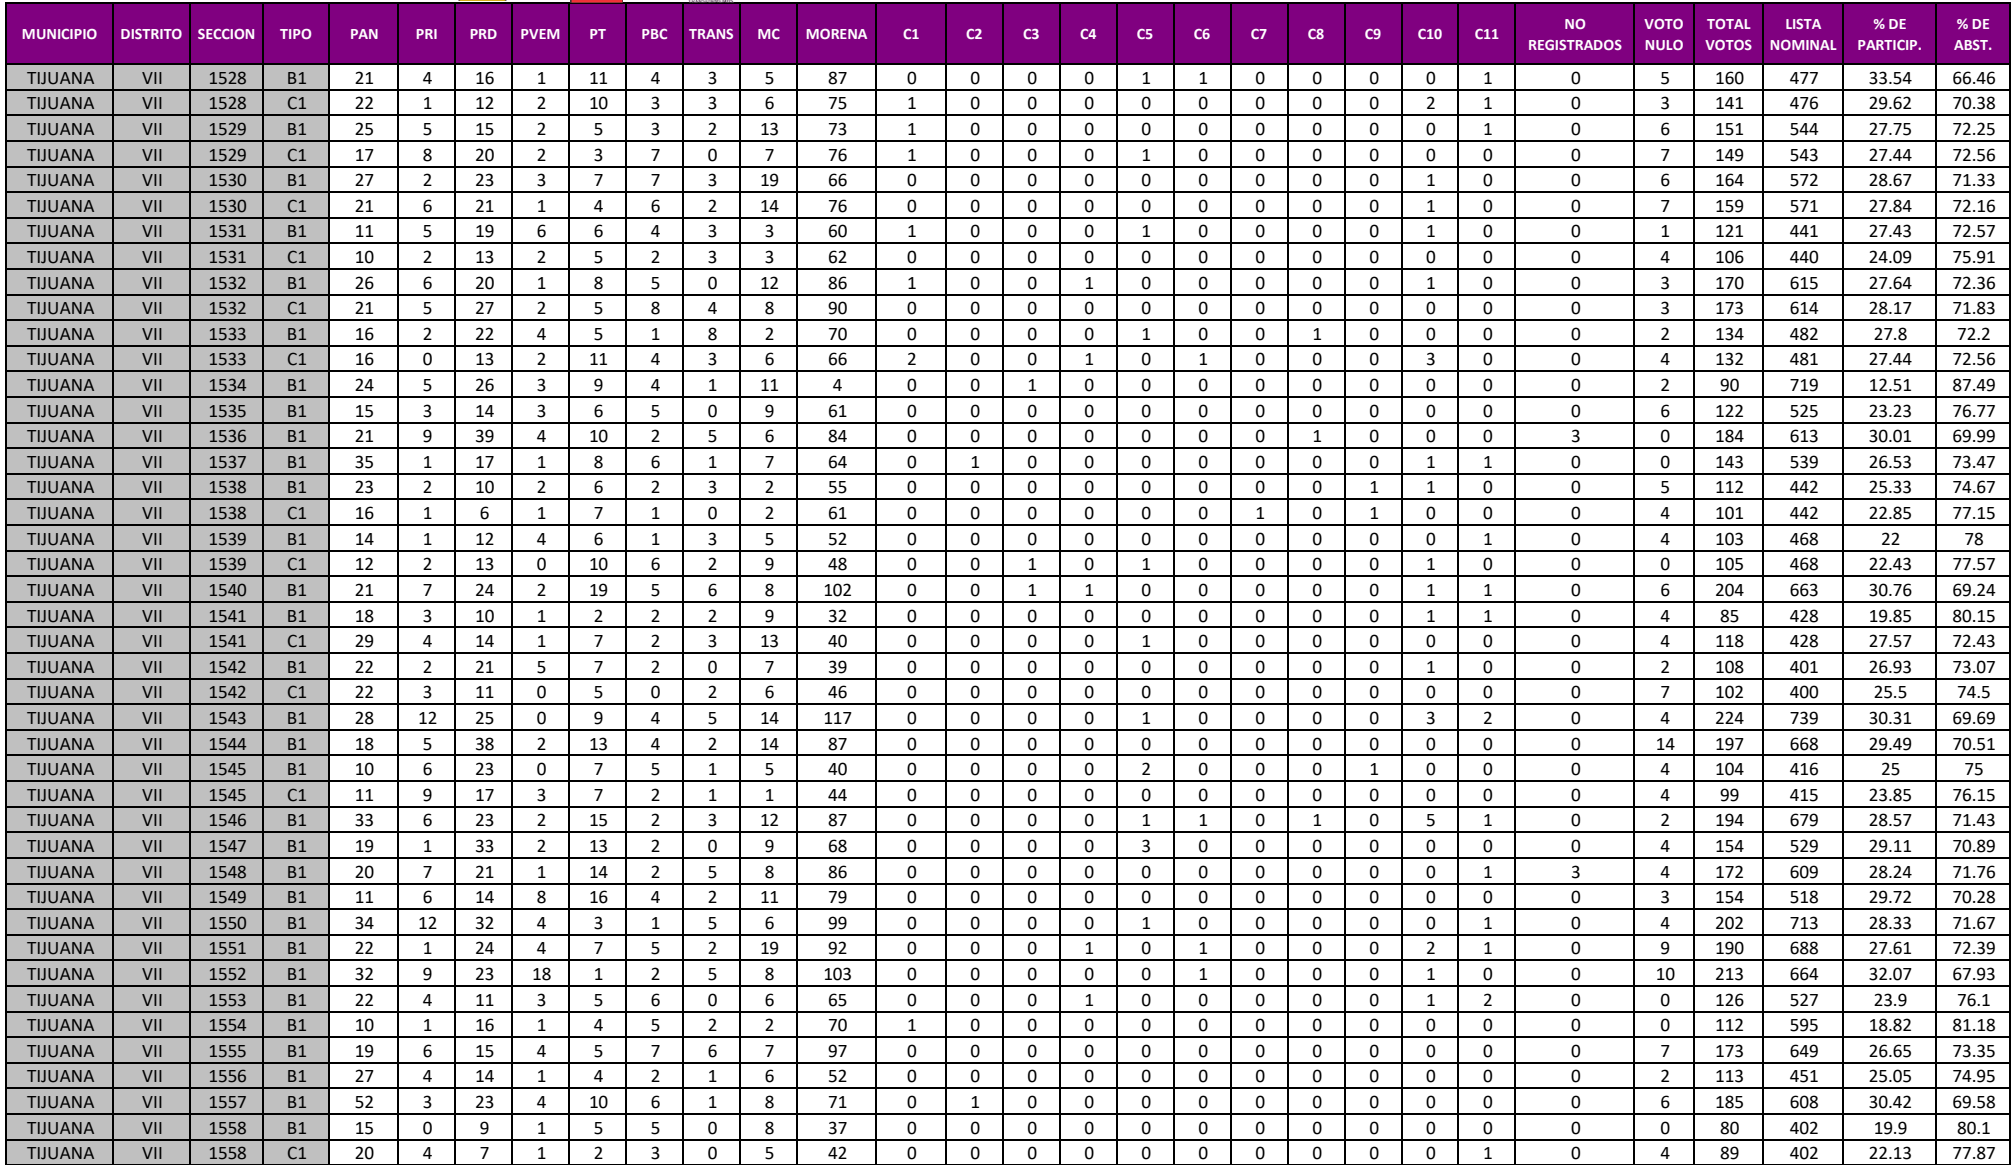 MUNICIPIO DISTRITO SECCION TIPO PAN PRI PRD PVEM PT PBC TRANS MC MORENA C1 C2 C3 C4 C5 C6 C7 C8 C9 C10 C11 NO REGISTRADOS VOTO NULO TOTAL VOTOS LISTA NOMINAL % DE PARTICIP. % DE ABST.
TIJUANA VII 1528 B1 21 4 16 1 11 4 3 5 87 0 0 0 0 1 1 0 0 0 0 1 0 5 160 477 33.54 66.46
TIJUANA VII 1528 C1 22 1 12 2 10 3 3 6 75 1 0 0 0 0 0 0 0 0 2 1 0 3 141 476 29.62 70.38
TIJUANA VII 1529 B1 25 5 15 2 5 3 2 13 73 1 0 0 0 0 0 0 0 0 0 1 0 6 151 544 27.75 72.25
TIJUANA VII 1529 C1 17 8 20 2 3 7 0 7 76 1 0 0 0 1 0 0 0 0 0 0 0 7 149 543 27.44 72.56
TIJUANA VII 1530 B1 27 2 23 3 7 7 3 19 66 0 0 0 0 0 0 0 0 0 1 0 0 6 164 572 28.67 71.33
TIJUANA VII 1530 C1 21 6 21 1 4 6 2 14 76 0 0 0 0 0 0 0 0 0 1 0 0 7 159 571 27.84 72.16
TIJUANA VII 1531 B1 11 5 19 6 6 4 3 3 60 1 0 0 0 1 0 0 0 0 1 0 0 1 121 441 27.43 72.57
TIJUANA VII 1531 C1 10 2 13 2 5 2 3 3 62 0 0 0 0 0 0 0 0 0 0 0 0 4 106 440 24.09 75.91
TIJUANA VII 1532 B1 26 6 20 1 8 5 0 12 86 1 0 0 1 0 0 0 0 0 1 0 0 3 170 615 27.64 72.36
TIJUANA VII 1532 C1 21 5 27 2 5 8 4 8 90 0 0 0 0 0 0 0 0 0 0 0 0 3 173 614 28.17 71.83
TIJUANA VII 1533 B1 16 2 22 4 5 1 8 2 70 0 0 0 0 1 0 0 1 0 0 0 0 2 134 482 27.8 72.2
TIJUANA VII 1533 C1 16 0 13 2 11 4 3 6 66 2 0 0 1 0 1 0 0 0 3 0 0 4 132 481 27.44 72.56
TIJUANA VII 1534 B1 24 5 26 3 9 4 1 11 4 0 0 1 0 0 0 0 0 0 0 0 0 2 90 719 12.51 87.49
TIJUANA VII 1535 B1 15 3 14 3 6 5 0 9 61 0 0 0 0 0 0 0 0 0 0 0 0 6 122 525 23.23 76.77
TIJUANA VII 1536 B1 21 9 39 4 10 2 5 6 84 0 0 0 0 0 0 0 1 0 0 0 3 0 184 613 30.01 69.99
TIJUANA VII 1537 B1 35 1 17 1 8 6 1 7 64 0 1 0 0 0 0 0 0 0 1 1 0 0 143 539 26.53 73.47
TIJUANA VII 1538 B1 23 2 10 2 6 2 3 2 55 0 0 0 0 0 0 0 0 1 1 0 0 5 112 442 25.33 74.67
TIJUANA VII 1538 C1 16 1 6 1 7 1 0 2 61 0 0 0 0 0 0 1 0 1 0 0 0 4 101 442 22.85 77.15
TIJUANA VII 1539 B1 14 1 12 4 6 1 3 5 52 0 0 0 0 0 0 0 0 0 0 1 0 4 103 468 22 78
TIJUANA VII 1539 C1 12 2 13 0 10 6 2 9 48 0 0 1 0 1 0 0 0 0 1 0 0 0 105 468 22.43 77.57
TIJUANA VII 1540 B1 21 7 24 2 19 5 6 8 102 0 0 1 1 0 0 0 0 0 1 1 0 6 204 663 30.76 69.24
TIJUANA VII 1541 B1 18 3 10 1 2 2 2 9 32 0 0 0 0 0 0 0 0 0 1 1 0 4 85 428 19.85 80.15
TIJUANA VII 1541 C1 29 4 14 1 7 2 3 13 40 0 0 0 0 1 0 0 0 0 0 0 0 4 118 428 27.57 72.43
TIJUANA VII 1542 B1 22 2 21 5 7 2 0 7 39 0 0 0 0 0 0 0 0 0 1 0 0 2 108 401 26.93 73.07
TIJUANA VII 1542 C1 22 3 11 0 5 0 2 6 46 0 0 0 0 0 0 0 0 0 0 0 0 7 102 400 25.5 74.5
TIJUANA VII 1543 B1 28 12 25 0 9 4 5 14 117 0 0 0 0 1 0 0 0 0 3 2 0 4 224 739 30.31 69.69
TIJUANA VII 1544 B1 18 5 38 2 13 4 2 14 87 0 0 0 0 0 0 0 0 0 0 0 0 14 197 668 29.49 70.51
TIJUANA VII 1545 B1 10 6 23 0 7 5 1 5 40 0 0 0 0 2 0 0 0 1 0 0 0 4 104 416 25 75
TIJUANA VII 1545 C1 11 9 17 3 7 2 1 1 44 0 0 0 0 0 0 0 0 0 0 0 0 4 99 415 23.85 76.15
TIJUANA VII 1546 B1 33 6 23 2 15 2 3 12 87 0 0 0 0 1 1 0 1 0 5 1 0 2 194 679 28.57 71.43
TIJUANA VII 1547 B1 19 1 33 2 13 2 0 9 68 0 0 0 0 3 0 0 0 0 0 0 0 4 154 529 29.11 70.89
TIJUANA VII 1548 B1 20 7 21 1 14 2 5 8 86 0 0 0 0 0 0 0 0 0 0 1 3 4 172 609 28.24 71.76
TIJUANA VII 1549 B1 11 6 14 8 16 4 2 11 79 0 0 0 0 0 0 0 0 0 0 0 0 3 154 518 29.72 70.28
TIJUANA VII 1550 B1 34 12 32 4 3 1 5 6 99 0 0 0 0 1 0 0 0 0 0 1 0 4 202 713 28.33 71.67
TIJUANA VII 1551 B1 22 1 24 4 7 5 2 19 92 0 0 0 1 0 1 0 0 0 2 1 0 9 190 688 27.61 72.39
TIJUANA VII 1552 B1 32 9 23 18 1 2 5 8 103 0 0 0 0 0 1 0 0 0 1 0 0 10 213 664 32.07 67.93
TIJUANA VII 1553 B1 22 4 11 3 5 6 0 6 65 0 0 0 1 0 0 0 0 0 1 2 0 0 126 527 23.9 76.1
TIJUANA VII 1554 B1 10 1 16 1 4 5 2 2 70 1 0 0 0 0 0 0 0 0 0 0 0 0 112 595 18.82 81.18
TIJUANA VII 1555 B1 19 6 15 4 5 7 6 7 97 0 0 0 0 0 0 0 0 0 0 0 0 7 173 649 26.65 73.35
TIJUANA VII 1556 B1 27 4 14 1 4 2 1 6 52 0 0 0 0 0 0 0 0 0 0 0 0 2 113 451 25.05 74.95
TIJUANA VII 1557 B1 52 3 23 4 10 6 1 8 71 0 1 0 0 0 0 0 0 0 0 0 0 6 185 608 30.42 69.58
TIJUANA VII 1558 B1 15 0 9 1 5 5 0 8 37 0 0 0 0 0 0 0 0 0 0 0 0 0 80 402 19.9 80.1
TIJUANA VII 1558 C1 20 4 7 1 2 3 0 5 42 0 0 0 0 0 0 0 0 0 0 1 0 4 89 402 22.13 77.87